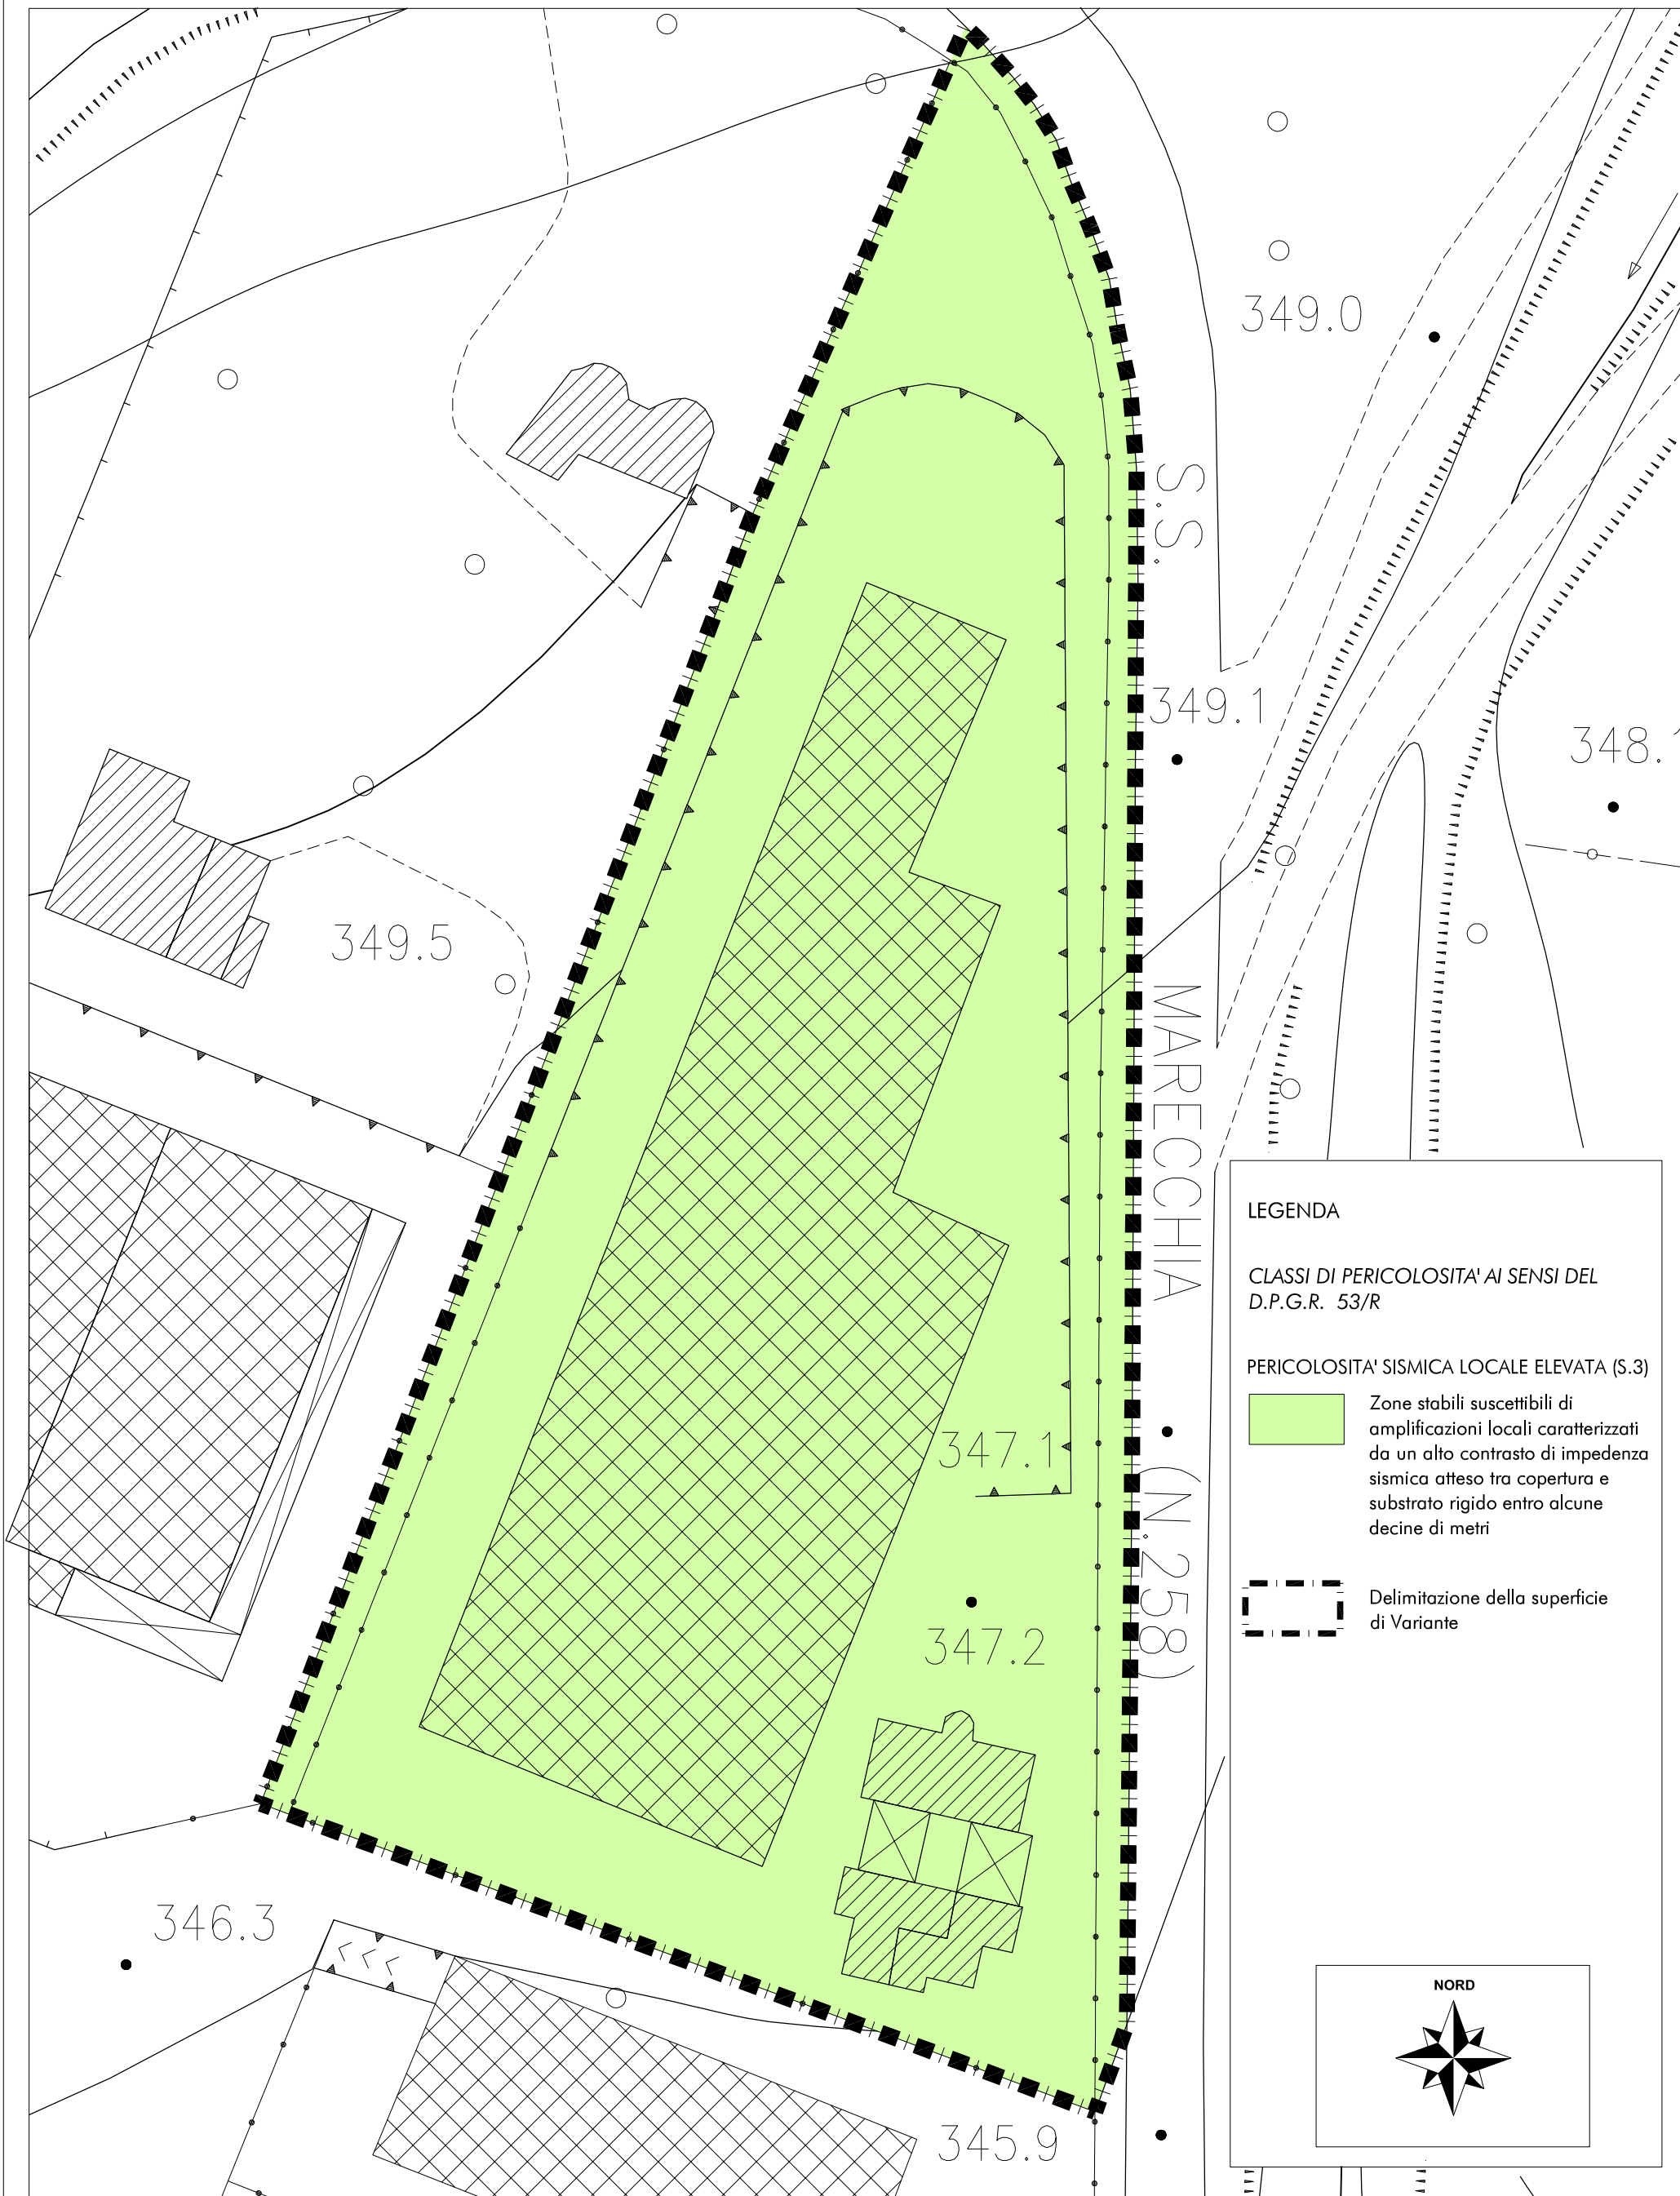 349.0
S.S.
349.1
348.
349.5
MARECCHIA
347.1
(N.258)
347.2
346.3
345.9
LEGENDA
CLASSI DI PERICOLOSITA' AI SENSI DEL
D.P.G.R. 53/R
PERICOLOSITA' SISMICA LOCALE ELEVATA (S.3)
Zone stabili suscettibili di
amplificazioni locali caratterizzati
da un alto contrasto di impedenza
sismica atteso tra copertura e
substrato rigido entro alcune
decine di metri
Delimitazione della superficie
di Variante
NORD